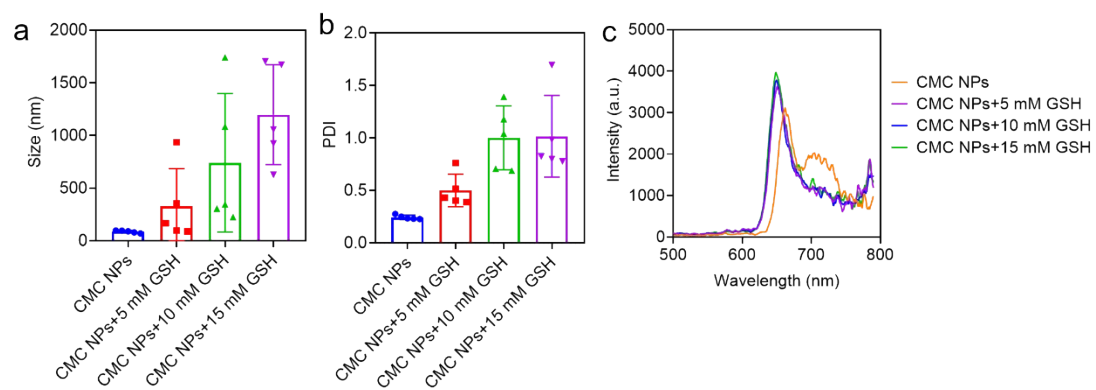 a
2000
1500
1000
500
0
Size (nm)
CMC NPs
CMC NPs+5 mM GSH
CMC NPs+10 mM GSH
CMC NPs+15 mM GSH
b
2.0
1.5
1.0
0.5
0.0
PDI
CMC NPs
CMC NPs+5 mM GSH
CMC NPs+10 mM GSH
CMC NPs+15 mM GSH
c
5000
4000
3000
2000
1000
0
Intensity (a.u.)
500 600 700 800
Wavelength (nm)
CMC NPs
CMC NPs+5 mM GSH
CMC NPs+10 mM GSH
CMC NPs+15 mM GSH